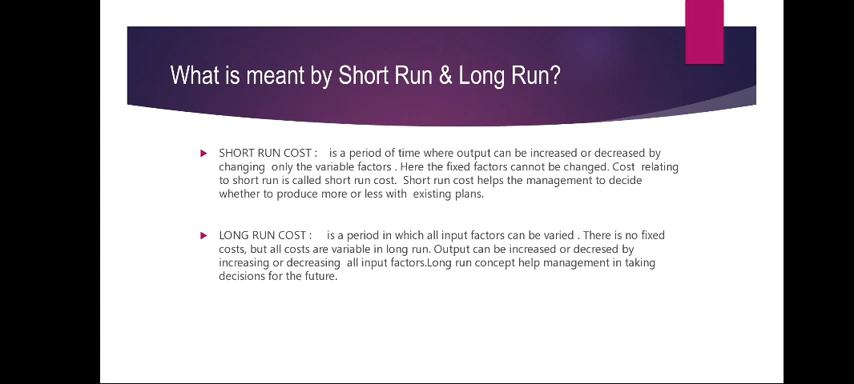 What is meant by Short Run & Long Run?
SHORT RUN COST : is a period of time where output can be increased or decreased by
changing only the variable factors . Here the fixed factors cannot be changed. Cost relating
to short run is called short run cost. Short run cost helps the management to decide
whether to produce more or less with existing plans.
LONG RUN COST : is a period in which all input factors can be varied . There is no fixed
costs, but all costs are variable in long run. Output can be increased or decresed by
increasing or decreasing all input factors.Long run concept help management in taking
decisions for the future.